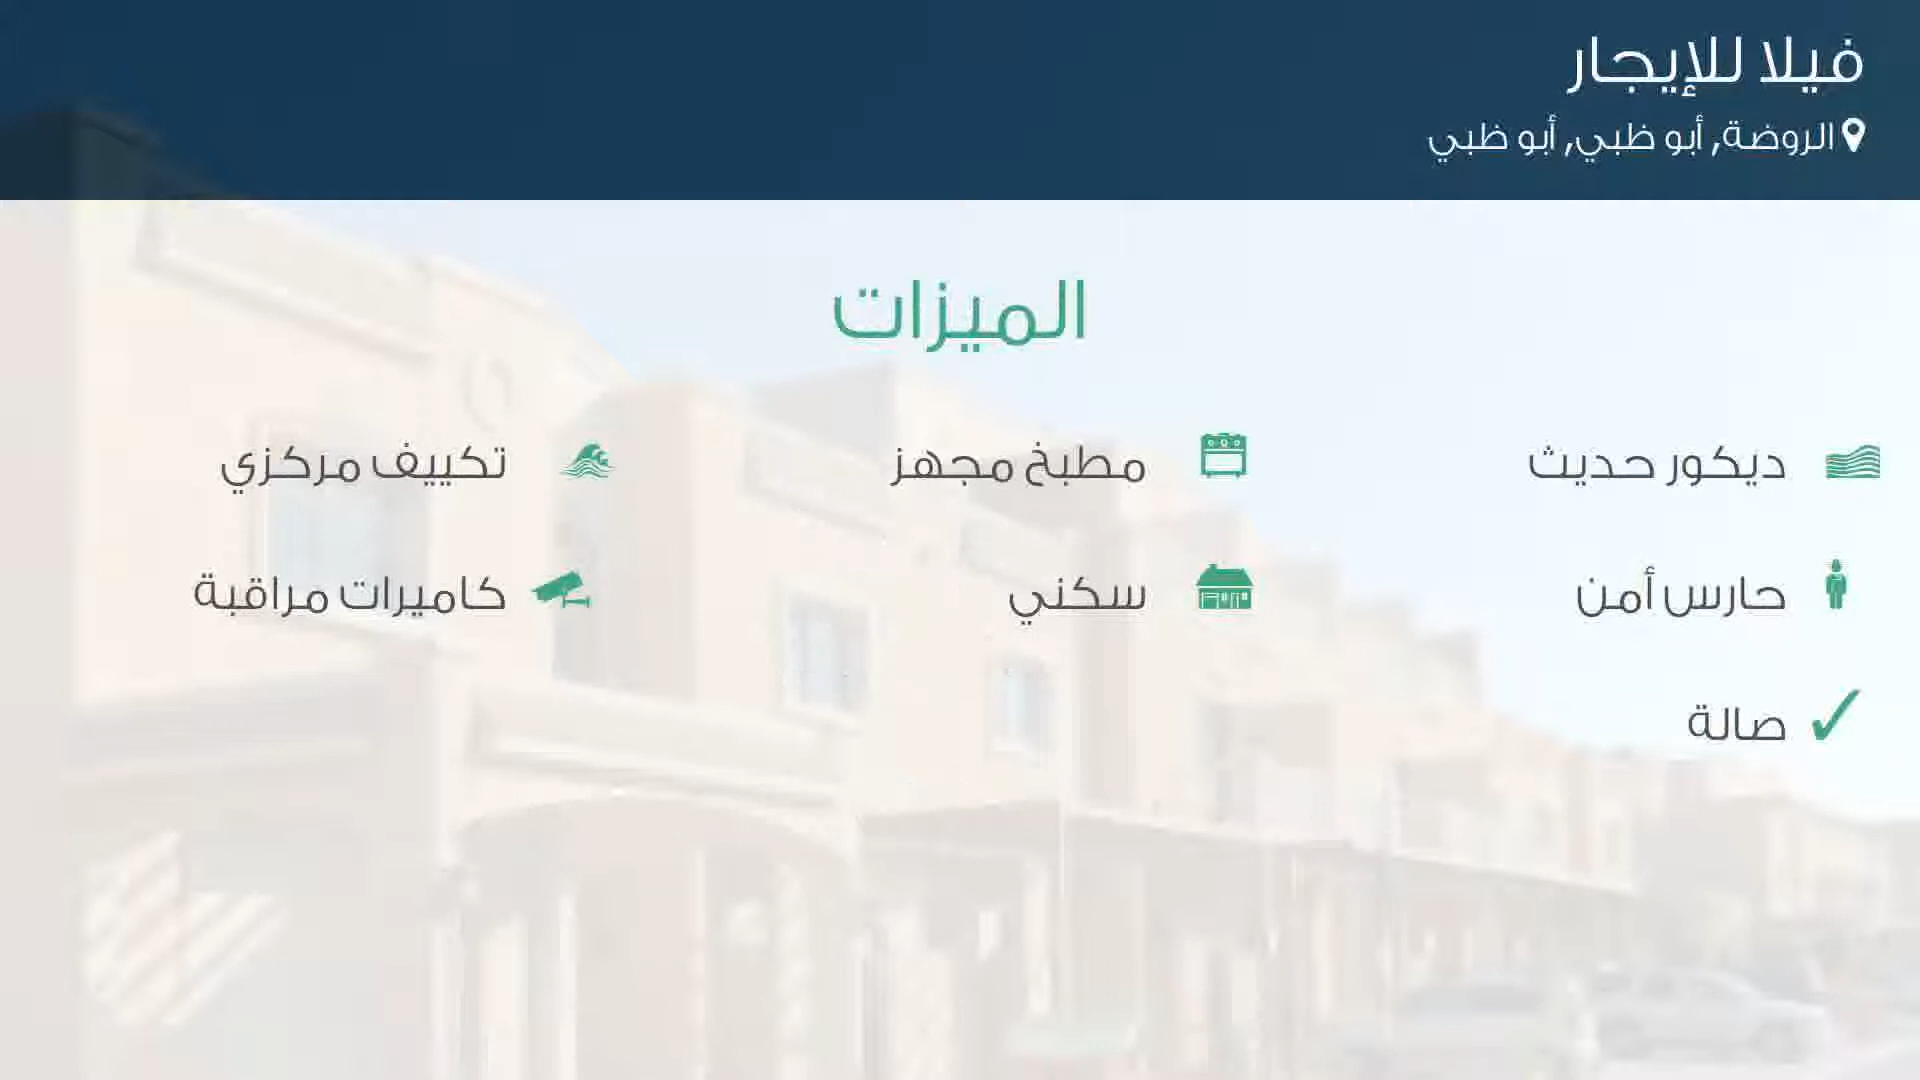 فيلا للإيجار
الروضة, أبو ظبي, أبو ظبي
الميزات
ديكور حديث
مطبخ مجهز
تكييف مركزي
حارس أمن
سكني
كاميرات مراقبة
صالة